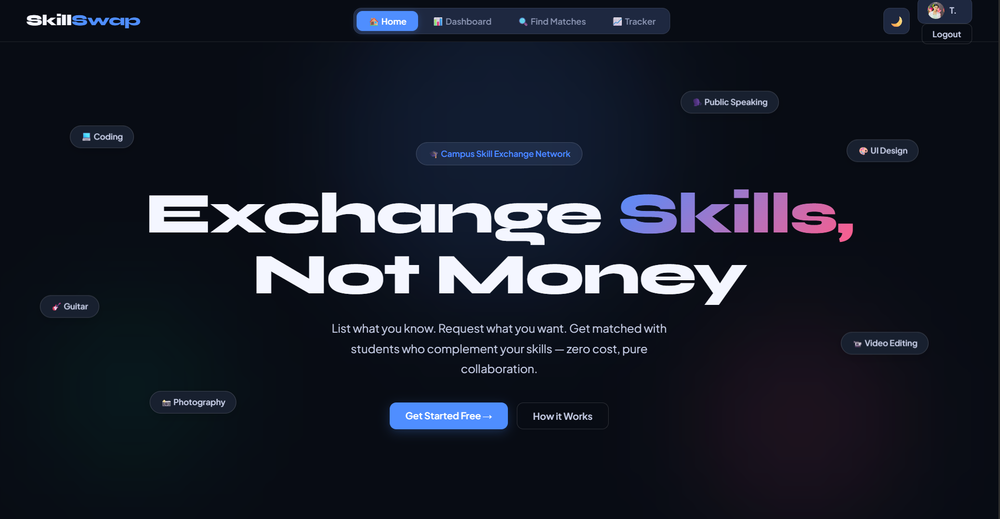 SkillSwap
Home
Dashboard
Find Matches
Tracker
T.
Logout
Public Speaking
Coding
UI Design
Campus Skill Exchange Network
Exchange Skills,
Not Money
Guitar
List what you know. Request what you want. Get matched with
students who complement your skills — zero cost, pure
collaboration.
Video Editing
Photography
Get Started Free →
How it Works